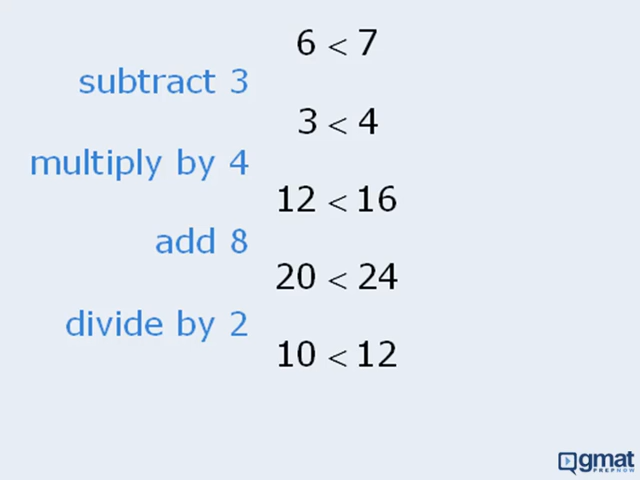 6 < 7
subtract 3
3 < 4
multiply by 4
12 < 16
add 8
20 < 24
divide by 2
10 < 12
gmat
PREPNOW